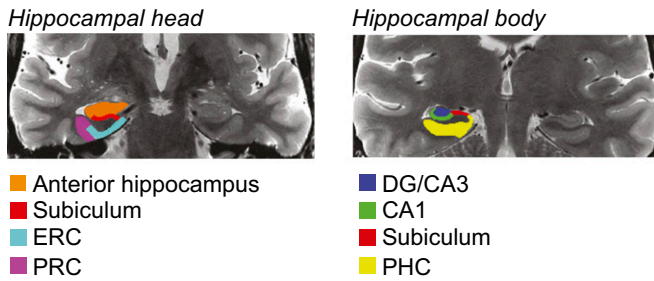 Hippocampal head
Anterior hippocampus
Subiculum
ERC
PRC
Hippocampal body
DG/CA3
CA1
Subiculum
PHC